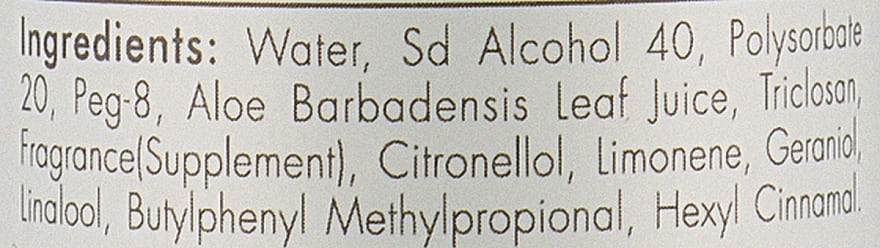 Ingredients: Water, Sd Alcohol 40, Polysorbate
20, Peg-8, Aloe Barbadensis Leaf Juice, Triclosan,
Fragrance(Supplement), Citronellol, Limonene, Geraniol,
Linalool, Butylphenyl Methylpropional, Hexyl Cinnamal.